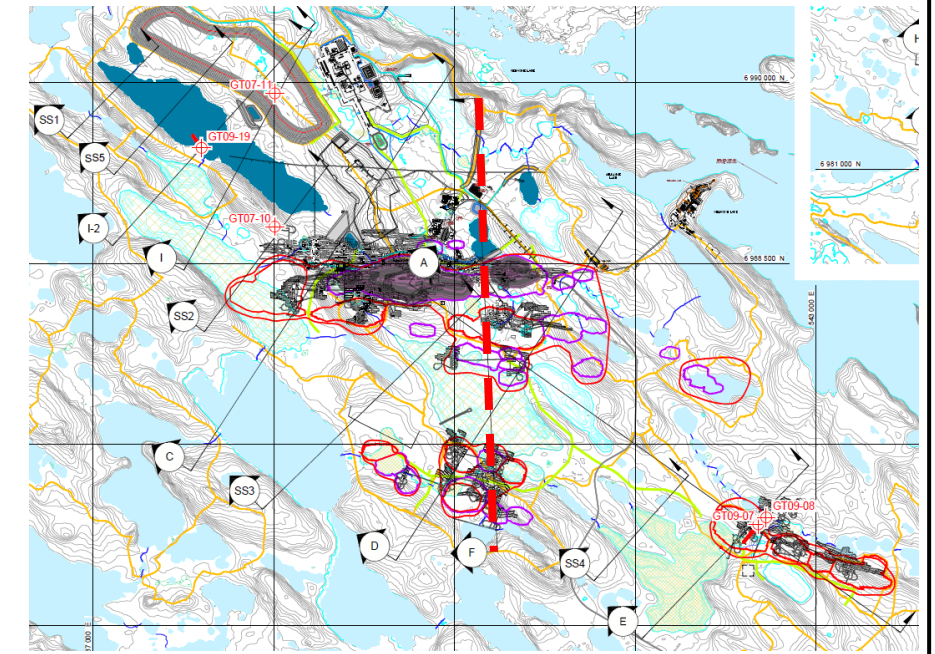 H
GT07-11
6 990 000 N
SS1
GT09-19
SS5
6 981 000 N
GT07-10
I-2
I
A
6 988 500 N
SS2
543 000 E
C
SS3
GT09-08
GT09-07
D
F
SS4
E